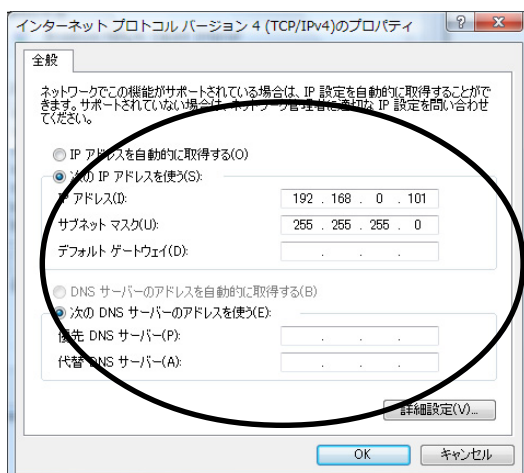 インターネット プロトコル バージョン 4 (TCP/IPv4)のプロパティ
全般
ネットワークでこの機能がサポートされている場合は、IP 設定を自動的に取得することがで
きます。サポートされていない場合は、ネットワーク管理者に適切な IP 設定を問い合わせ
てください。
IP アドレスを自動的に取得する(O)
次の IP アドレスを使う(S):
IP アドレス(I): 192 . 168 . 0 . 101
サブネット マスク(U): 255 . 255 . 255 . 0
デフォルト ゲートウェイ(D): . . .
DNS サーバーのアドレスを自動的に取得する(B)
次の DNS サーバーのアドレスを使う(E):
優先 DNS サーバー(P): . . .
代替 DNS サーバー(A): . . .
詳細設定(V)...
OK キャンセル